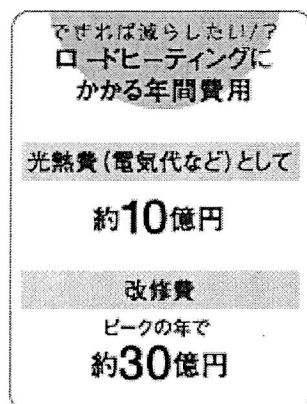 できれば減らしたい!?
ロードヒーティングに
かかる年間費用
光熱費(電気代など)として
約10億円
改修費
ピークの年で
約30億円